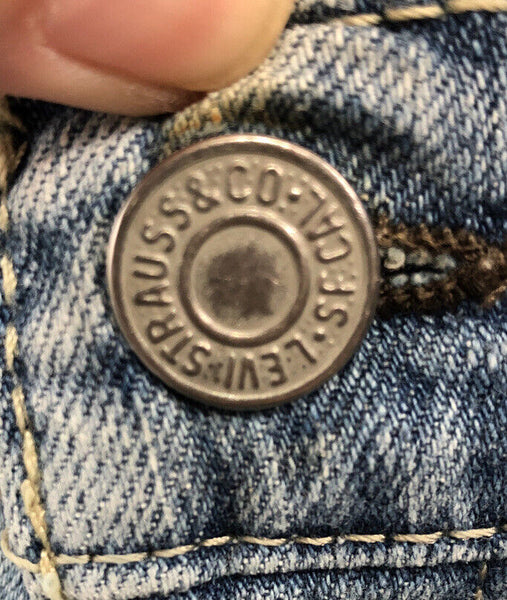 LEVI STRAUSS & CO. S.F. CAL.